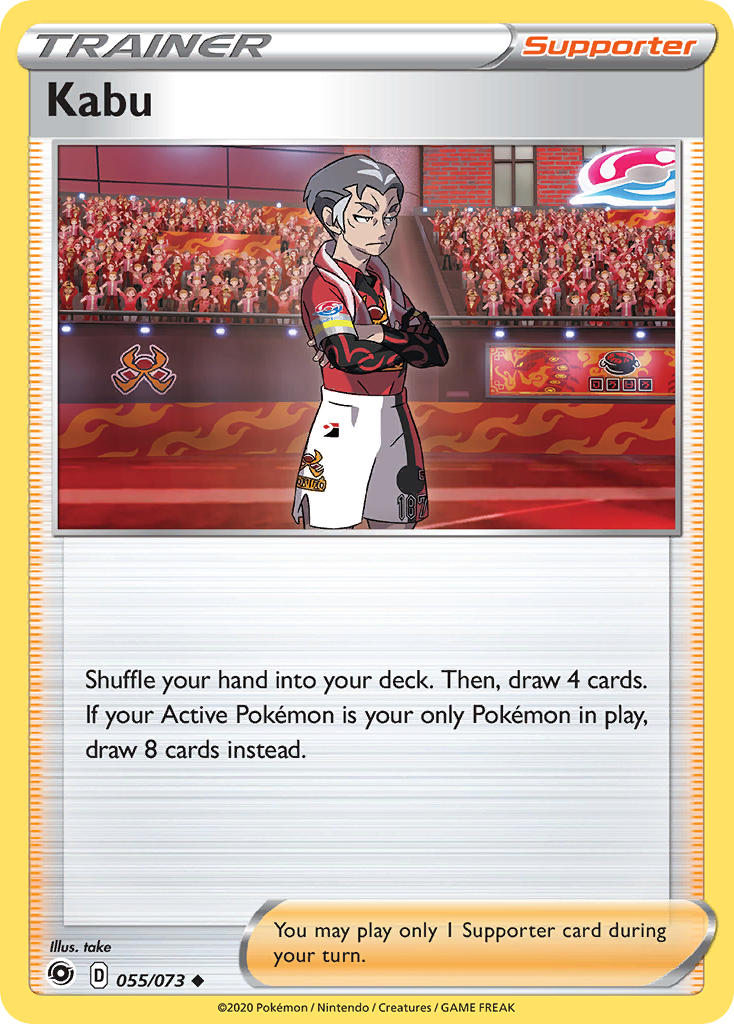 TRAINER
Supporter
Kabu
187
Shuffle your hand into your deck. Then, draw 4 cards.
If your Active Pokémon is your only Pokémon in play,
draw 8 cards instead.
You may play only 1 Supporter card during
your turn.
Illus. take
D 055/073
©2020 Pokémon / Nintendo / Creatures / GAME FREAK